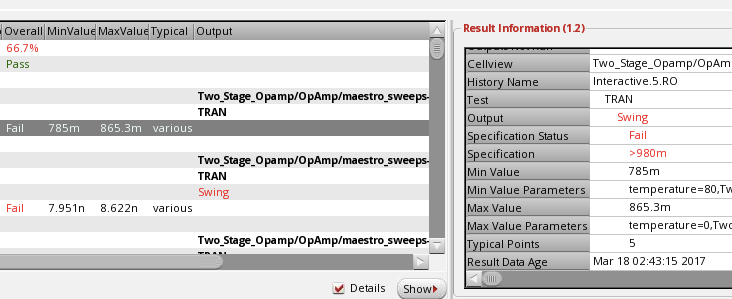 Overall MinValue MaxValue Typical Output
66.7%
Pass
Two_Stage_Opamp/OpAmp/maestro_sweeps-
TRAN
Fail 785m 865.3m various
Two_Stage_Opamp/OpAmp/maestro_sweeps-
TRAN
Swing
Fail 7.951n 8.622n various
Two_Stage_Opamp/OpAmp/maestro_sweeps-
TRAN
Details Show
Result Information (1.2)
Cellview Two_Stage_Opamp/OpAm
History Name Interactive.5.RO
Test TRAN
Output Swing
Specification Status Fail
Specification >980m
Min Value 785m
Min Value Parameters temperature=80,Tw
Max Value 865.3m
Max Value Parameters temperature=0,Two
Typical Points 5
Result Data Age Mar 18 02:43:15 2017